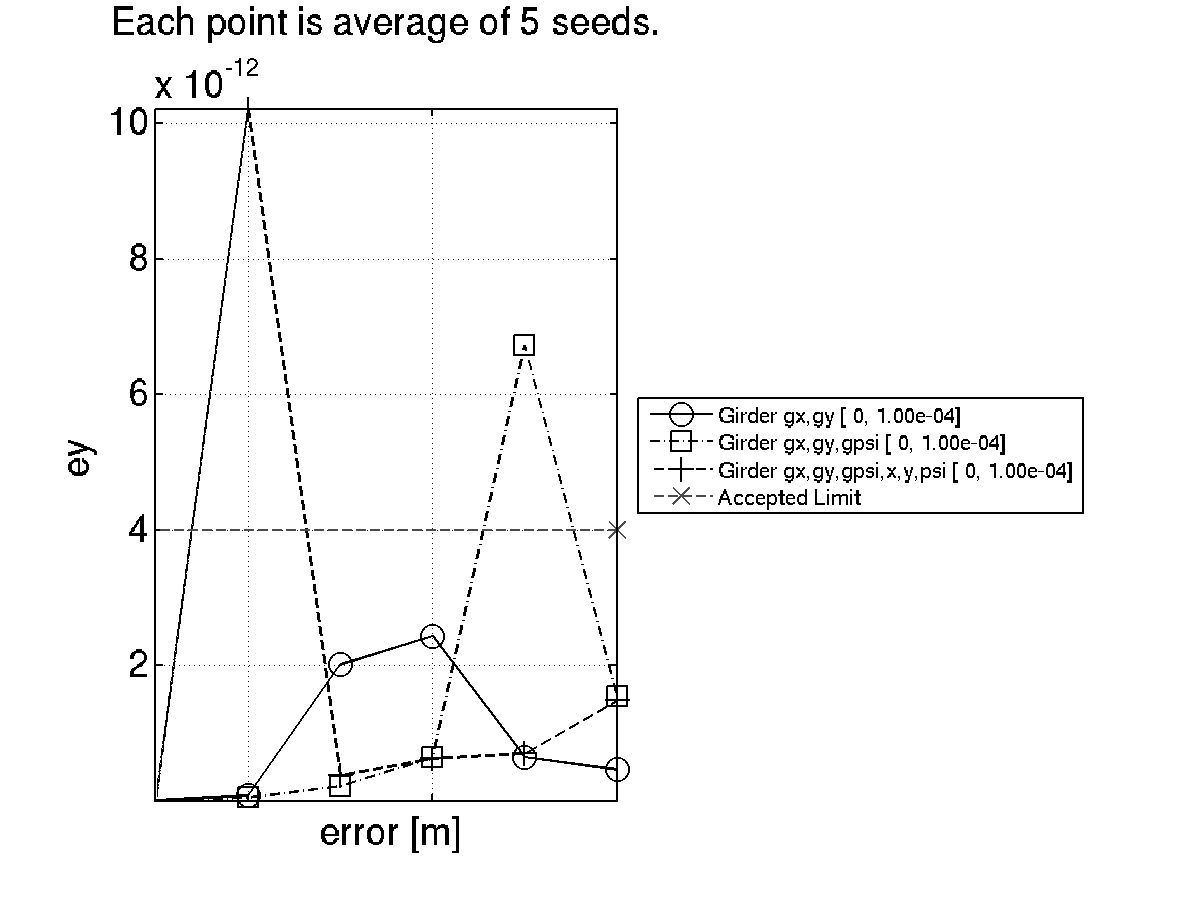 Each point is average of 5 seeds.
x 10-12
10
8
6
4
2
ey
error [m]
Girder gx,gy [ 0, 1.00e-04]
Girder gx,gy,gpsi [ 0, 1.00e-04]
Girder gx,gy,gpsi,x,y,psi [ 0, 1.00e-04]
Accepted Limit